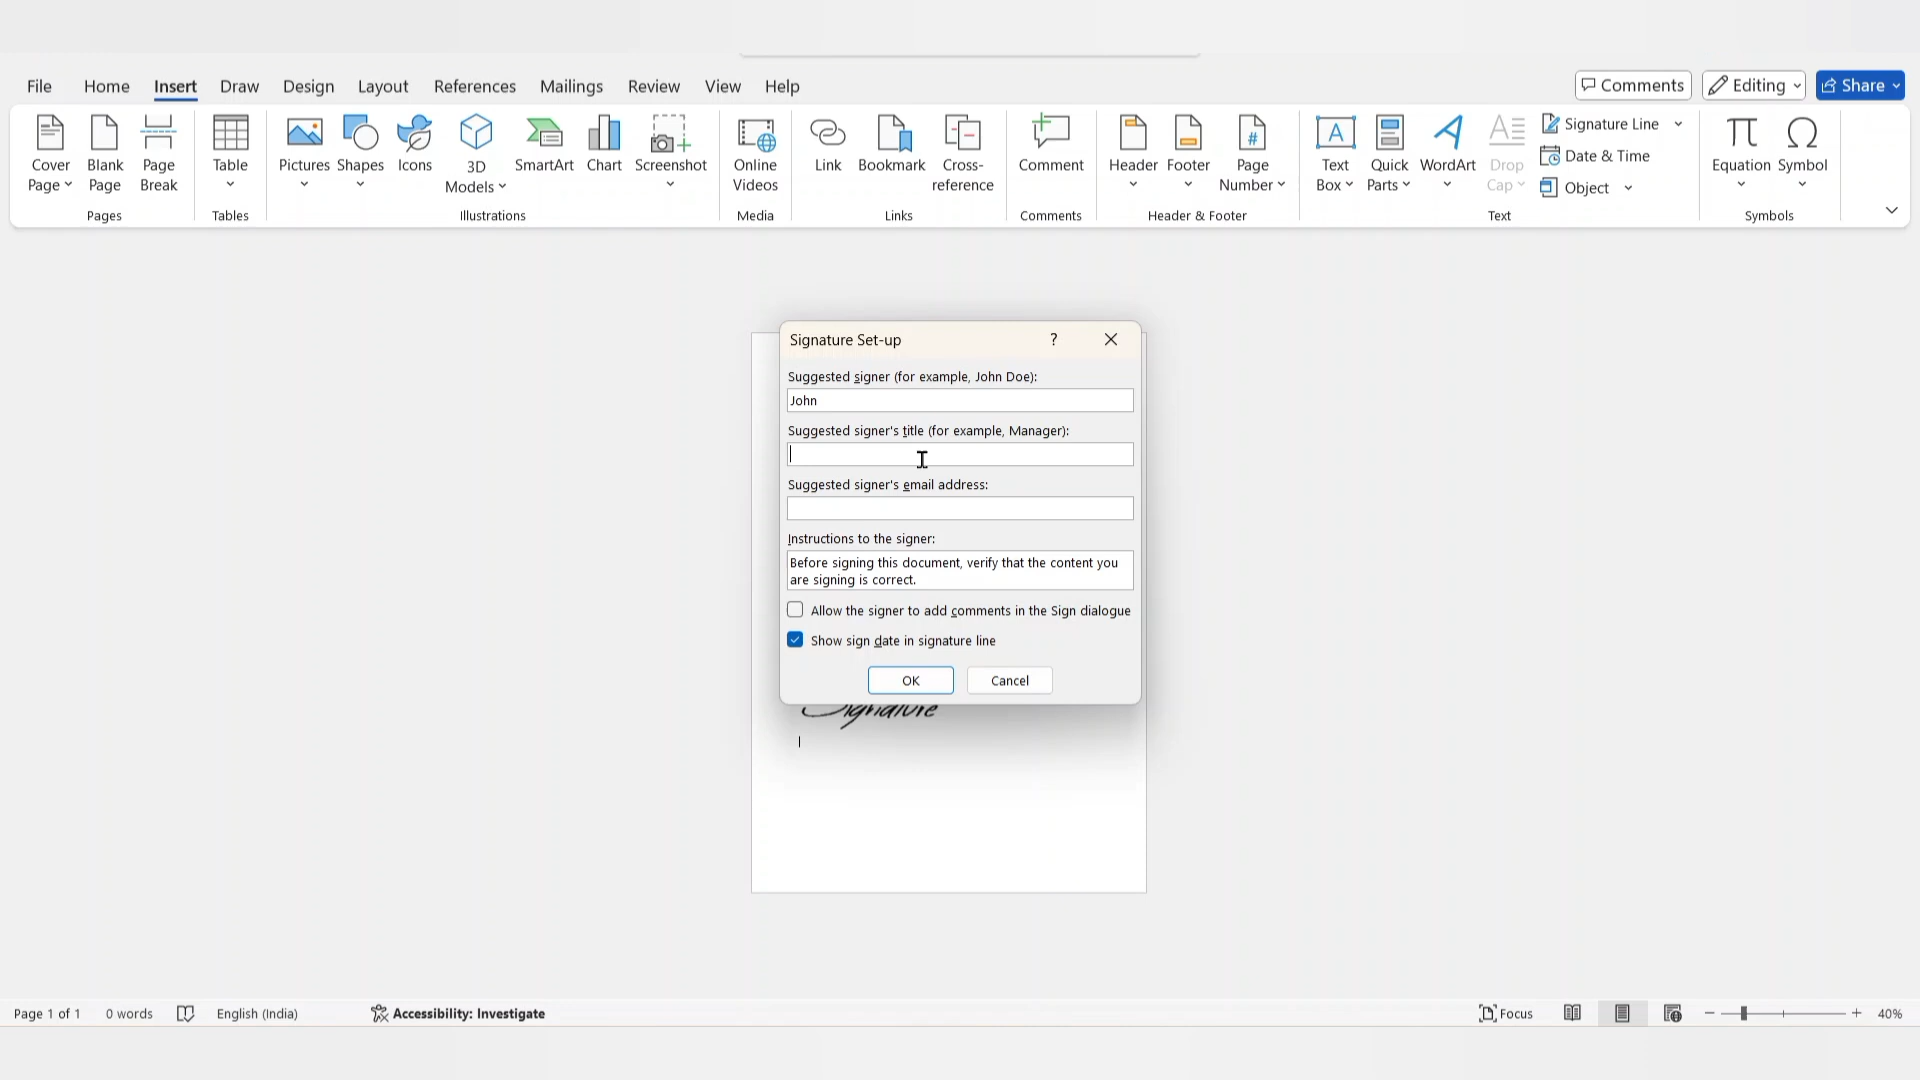 File Home Insert Draw Design Layout References Mailings Review View Help Comments Editing Share
Cover Page
Blank Page
Page Break
Pages
Table
Tables
Pictures
Shapes
Icons
3D Models
SmartArt
Chart
Screenshot
Illustrations
Online Videos
Media
Link
Bookmark
Cross-reference
Links
Comment
Comments
Header
Footer
Page Number
Header & Footer
Text Box
Quick Parts
WordArt
Drop Cap
Signature Line
Date & Time
Object
Text
Equation
Symbol
Symbols
Signature Set-up
Suggested signer (for example, John Doe):
John
Suggested signer's title (for example, Manager):
Suggested signer's email address:
Instructions to the signer:
Before signing this document, verify that the content you
are signing is correct.
Allow the signer to add comments in the Sign dialogue
Show sign date in signature line
OK Cancel
Signature
Page 1 of 1 0 words English (India) Accessibility: Investigate Focus 40%